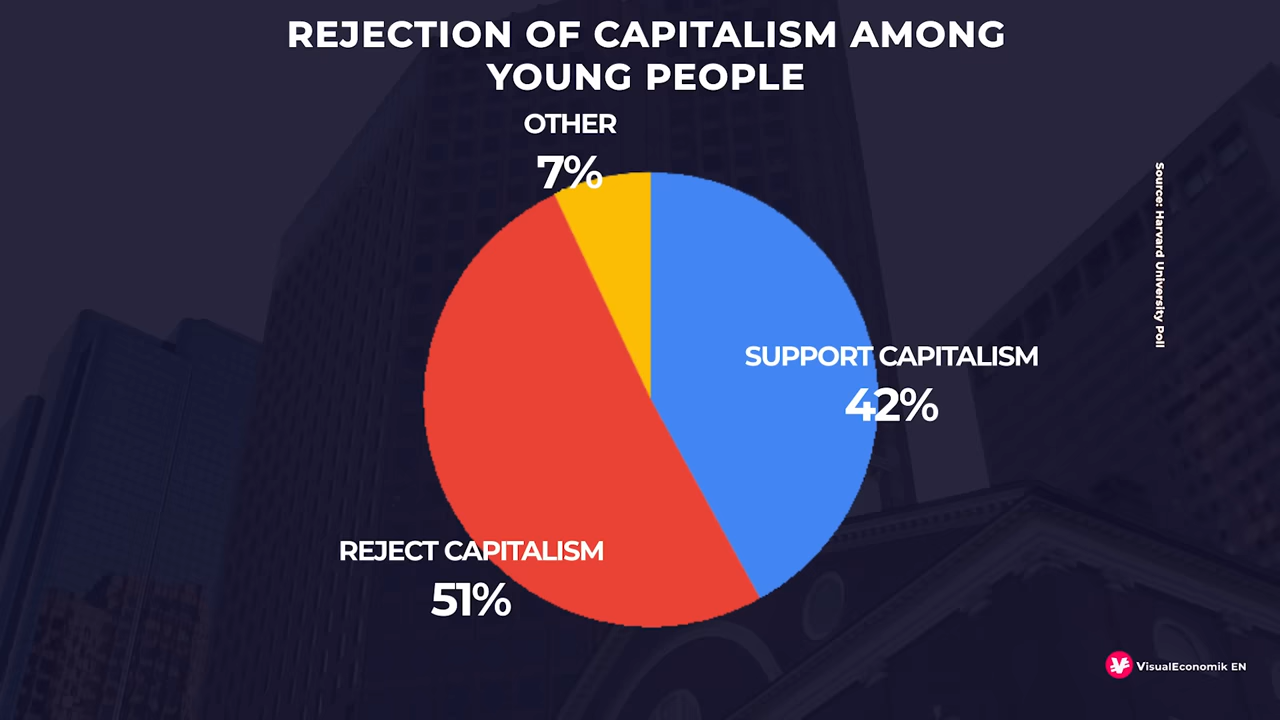 REJECTION OF CAPITALISM AMONG
YOUNG PEOPLE
OTHER
7%
SUPPORT CAPITALISM
42%
REJECT CAPITALISM
51%
Source: Harvard University Poll
VisualEconomik EN